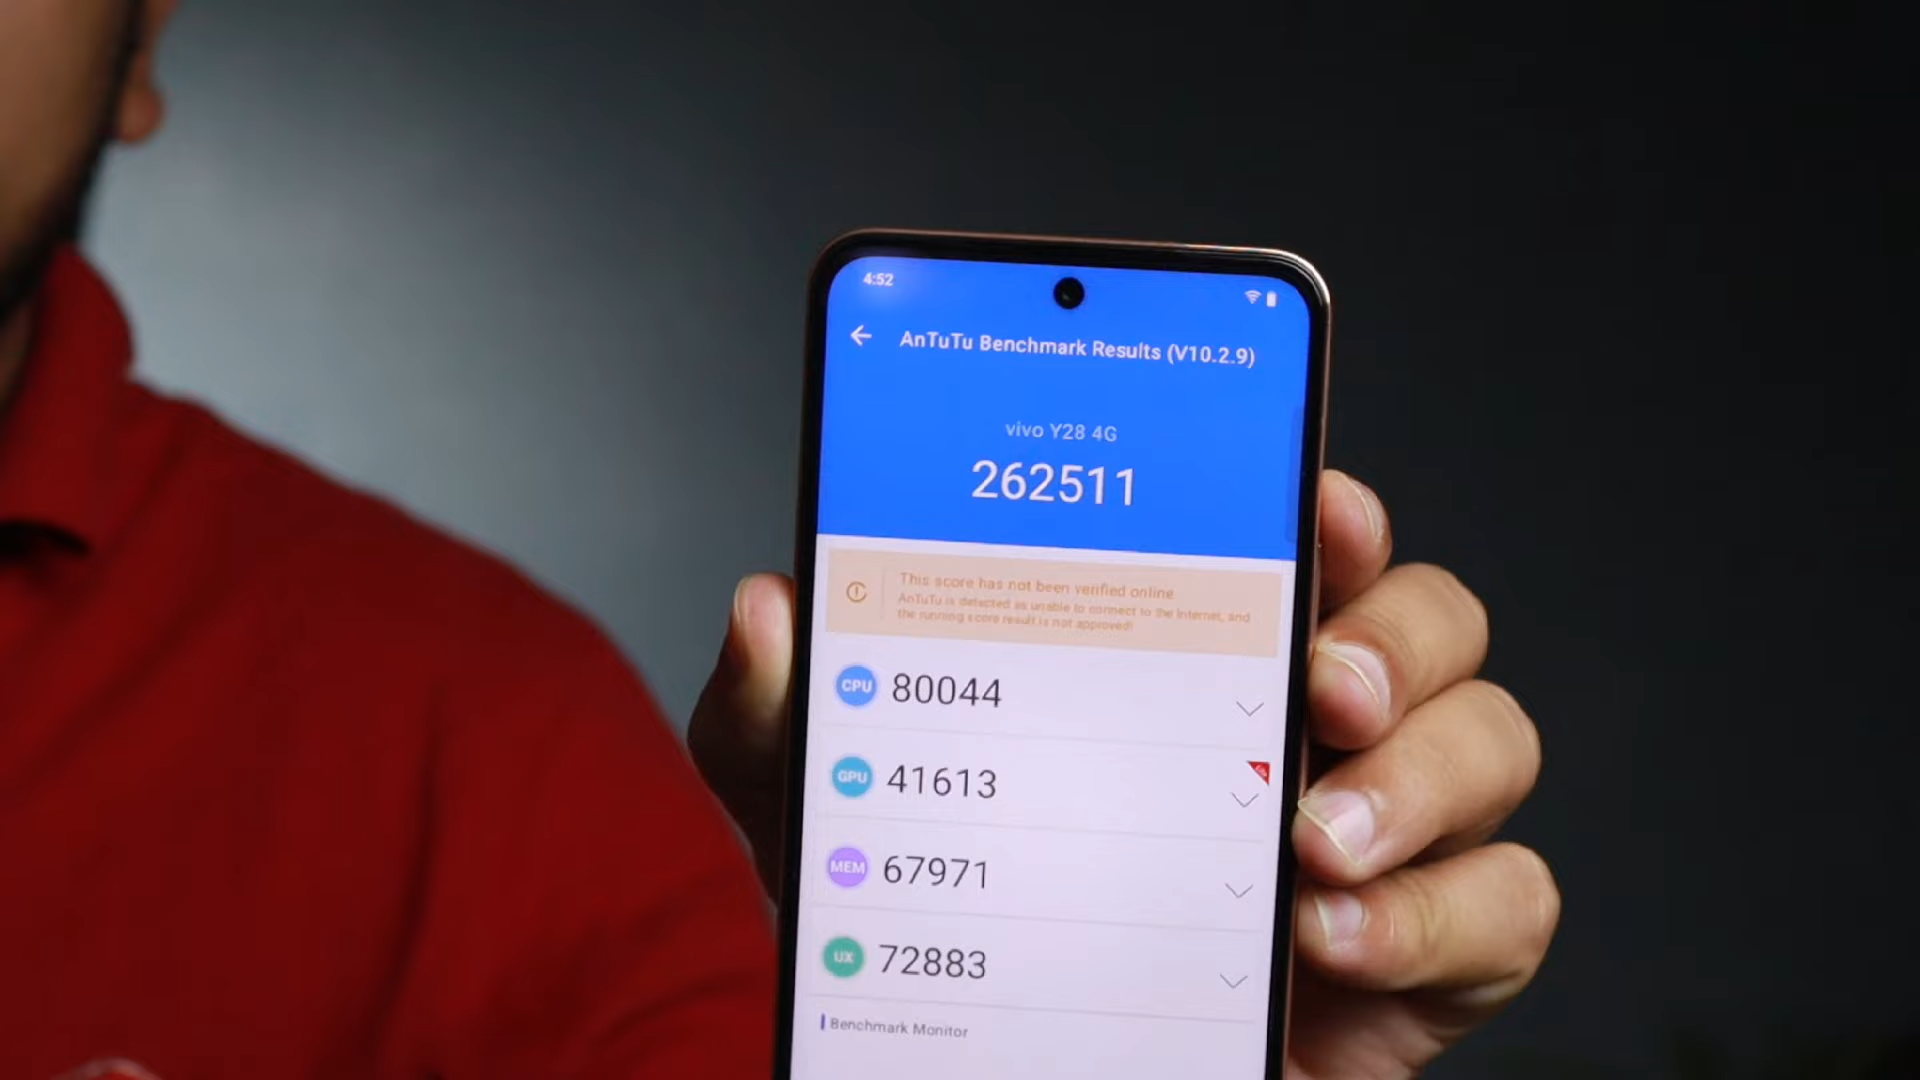 4:52
AnTuTu Benchmark Results (V10.2.9)
vivo Y28 4G
262511
This score has not been verified online
AnTuTu is detected as unable to connect to the Internet, and
the running score result is not approved!
CPU 80044
GPU 41613
MEM 67971
UX 72883
Benchmark Monitor